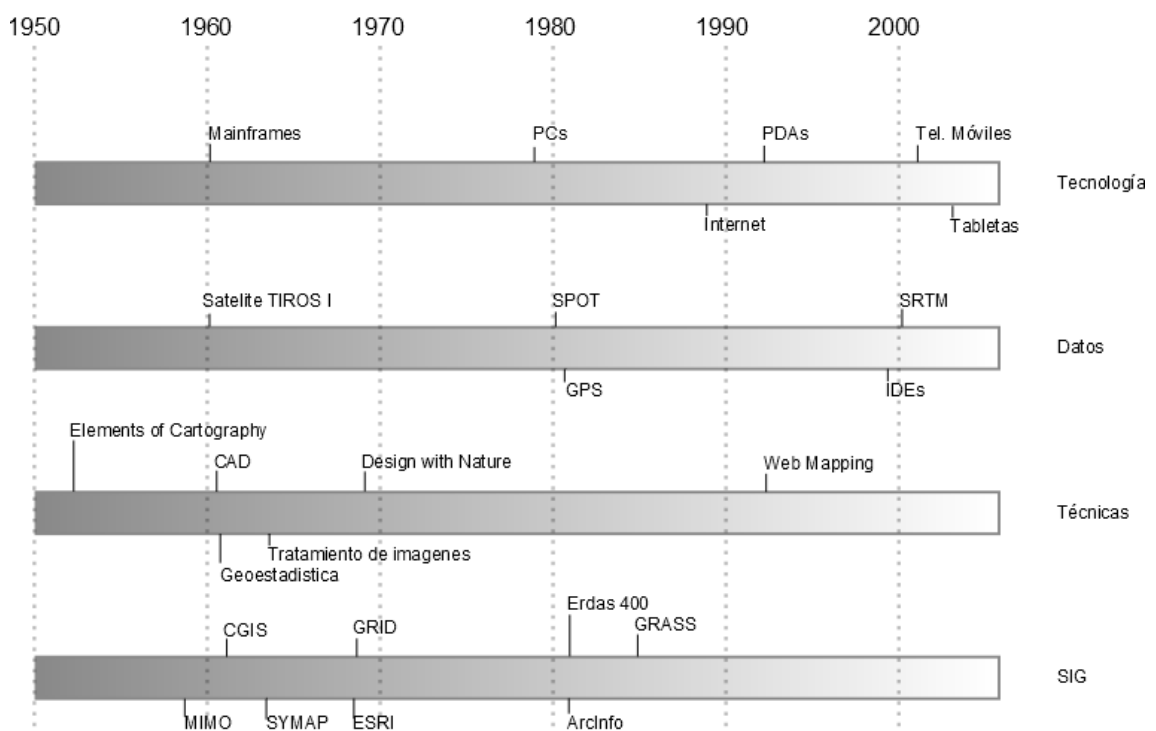 1950 1960 1970 1980 1990 2000
Mainframes PCs PDAs Tel. Móviles
Tecnología
Internet Tabletas
Satelite TIROS I SPOT SRTM
Datos
GPS IDEs
Elements of Cartography
CAD Design with Nature Web Mapping
Técnicas
Tratamiento de imagenes
Geoestadistica
Erdas 400
CGIS GRID GRASS
SIG
MIMO SYMAP ESRI ArcInfo